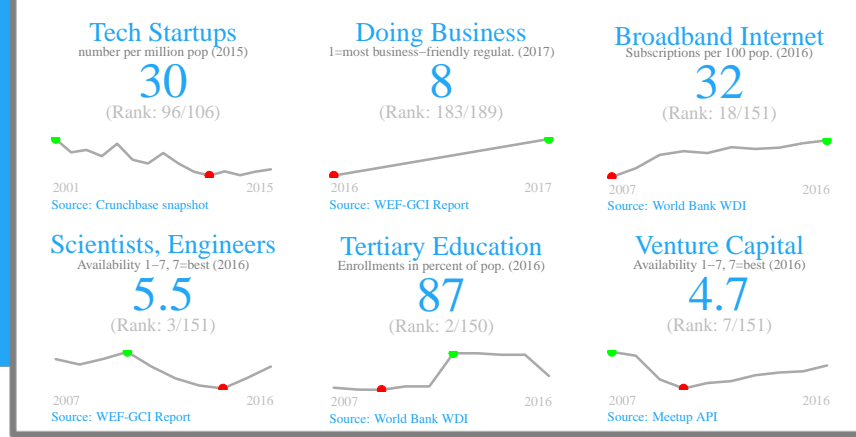 Tech Startups
number per million pop (2015)
30
(Rank: 96/106)
2001 2015
Source: Crunchbase snapshot
Doing Business
1=most business−friendly regulat. (2017)
8
(Rank: 183/189)
2016 2017
Source: WEF-GCI Report
Broadband Internet
Subscriptions per 100 pop. (2016)
32
(Rank: 18/151)
2007 2016
Source: World Bank WDI
Scientists, Engineers
Availability 1−7, 7=best (2016)
5.5
(Rank: 3/151)
2007 2016
Source: WEF-GCI Report
Tertiary Education
Enrollments in percent of pop. (2016)
87
(Rank: 2/150)
2007 2016
Source: World Bank WDI
Venture Capital
Availability 1−7, 7=best (2016)
4.7
(Rank: 7/151)
2007 2016
Source: Meetup API